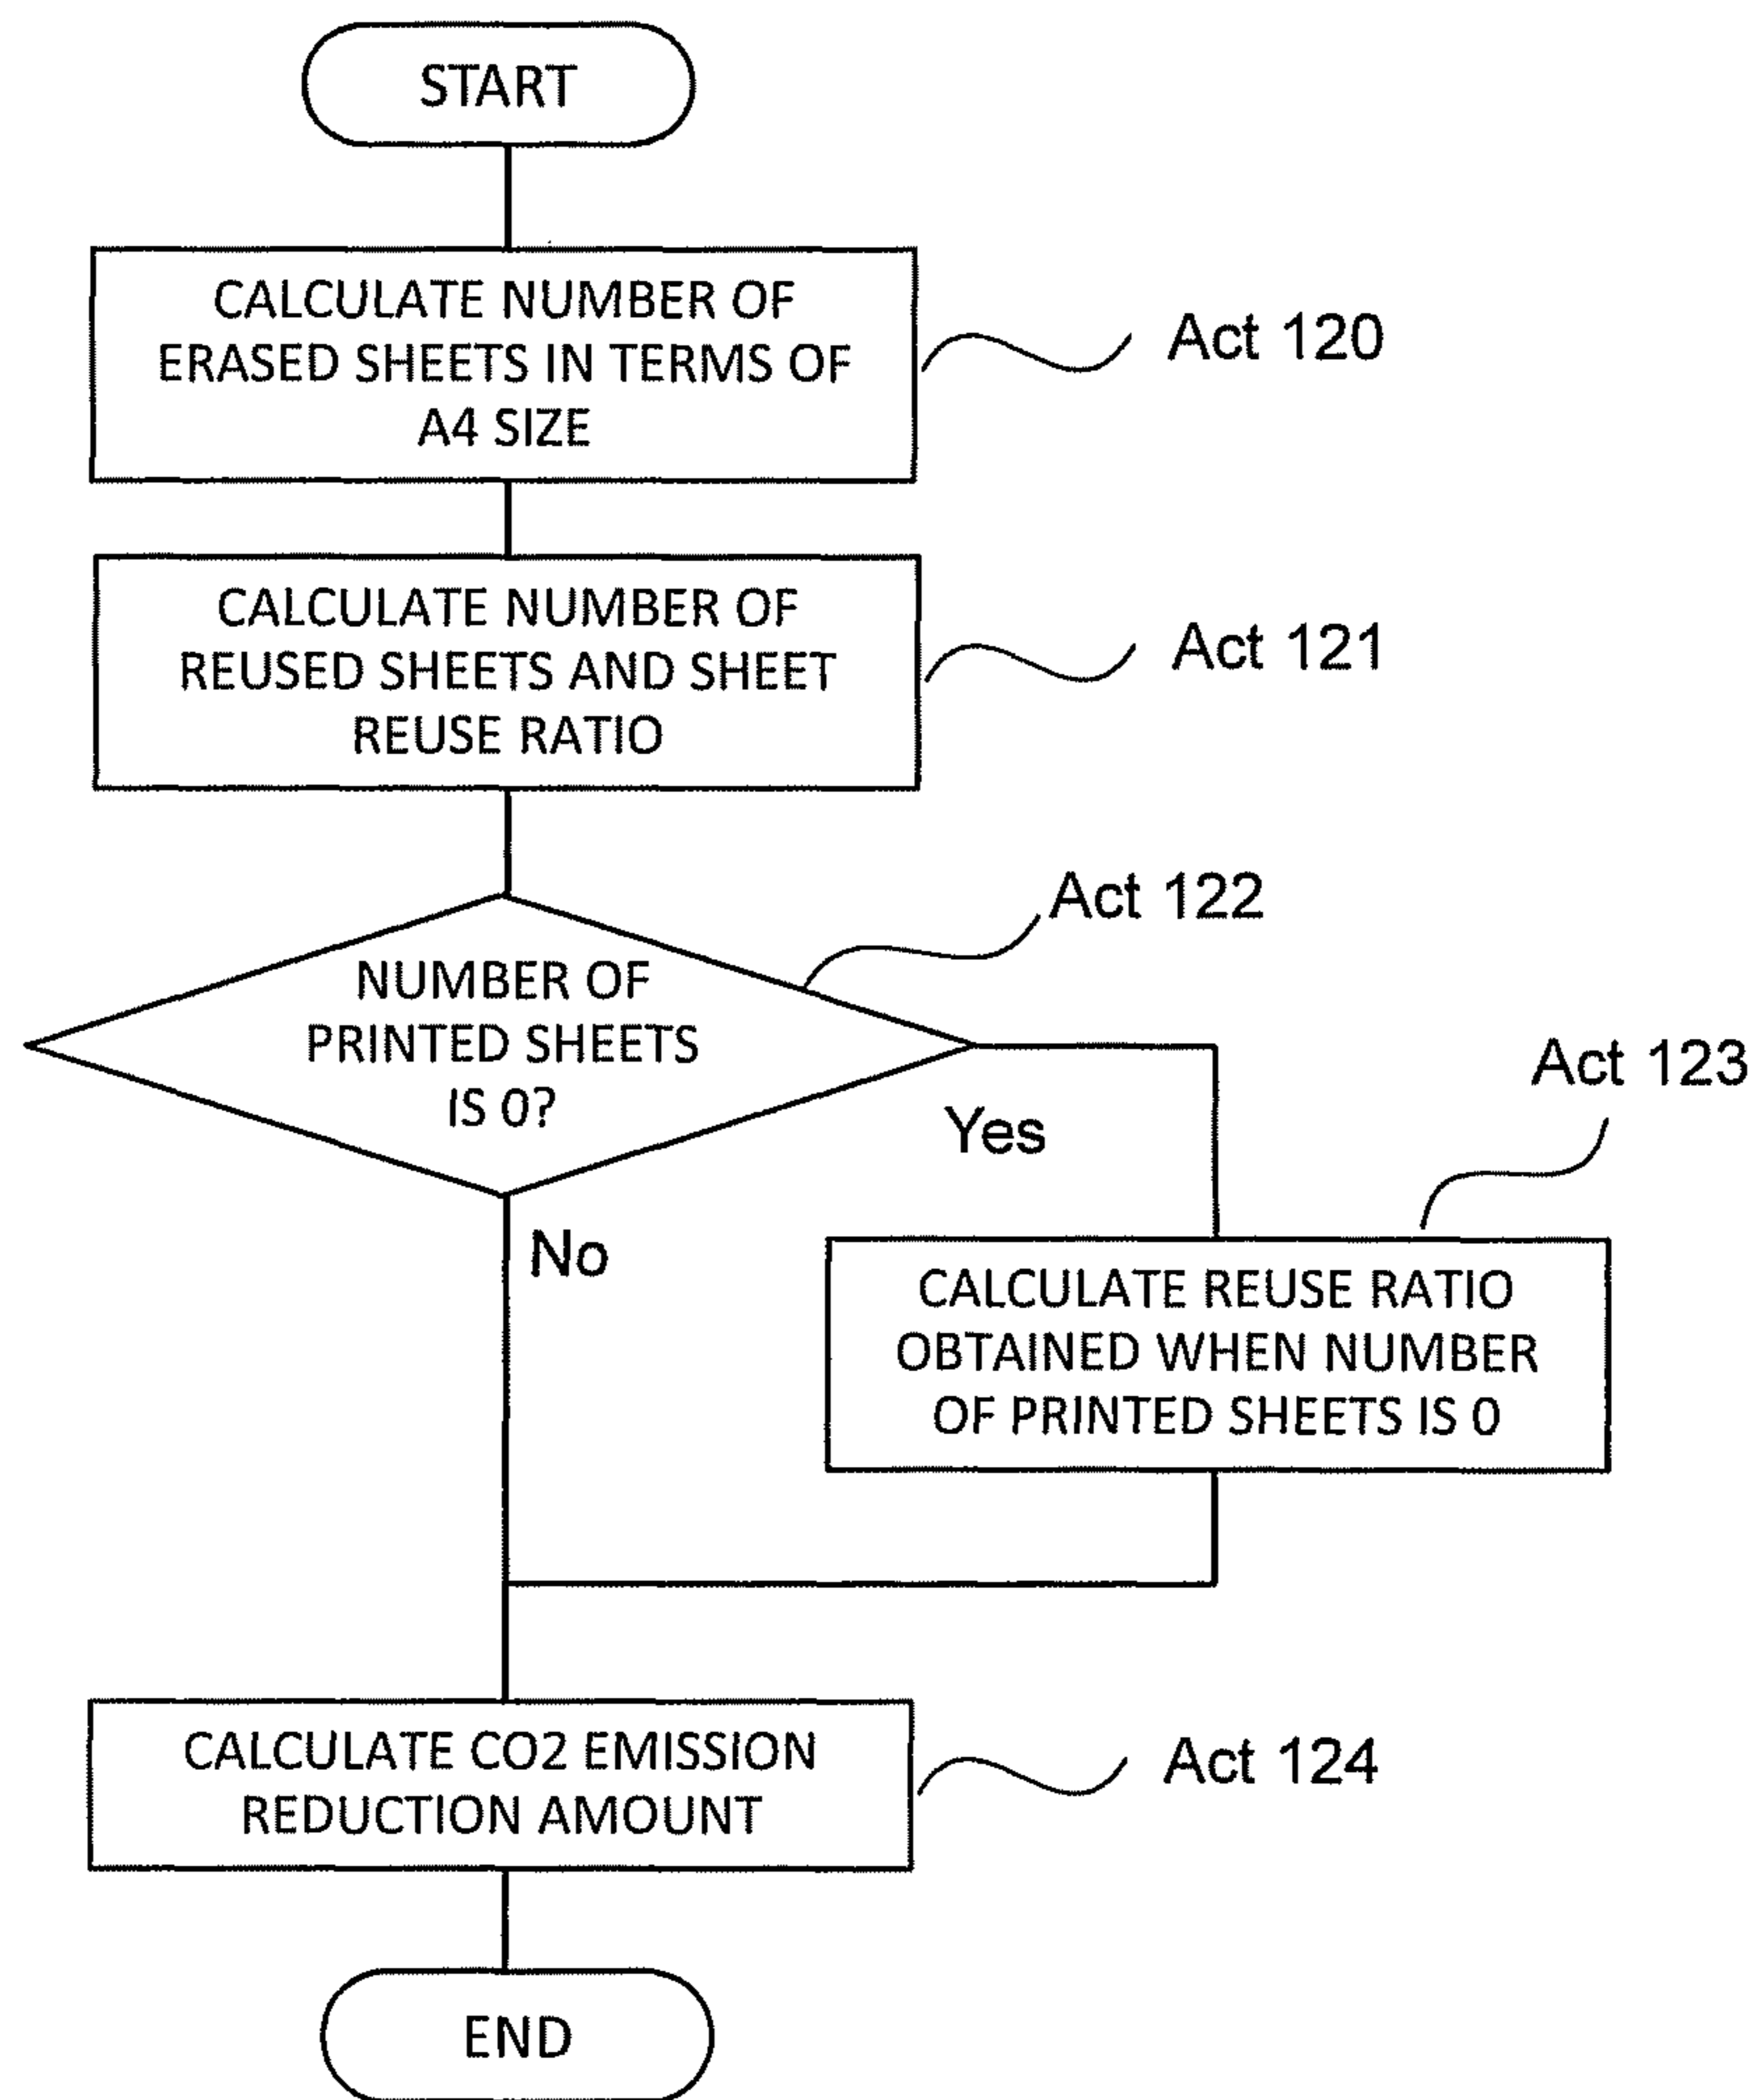 START
CALCULATE NUMBER OF
ERASED SHEETS IN TERMS OF
A4 SIZE
Act 120
CALCULATE NUMBER OF
REUSED SHEETS AND SHEET
REUSE RATIO
Act 121
Act 122
NUMBER OF
PRINTED SHEETS
IS 0?
Yes
No
Act 123
CALCULATE REUSE RATIO
OBTAINED WHEN NUMBER
OF PRINTED SHEETS IS 0
CALCULATE CO2 EMISSION
REDUCTION AMOUNT
Act 124
END